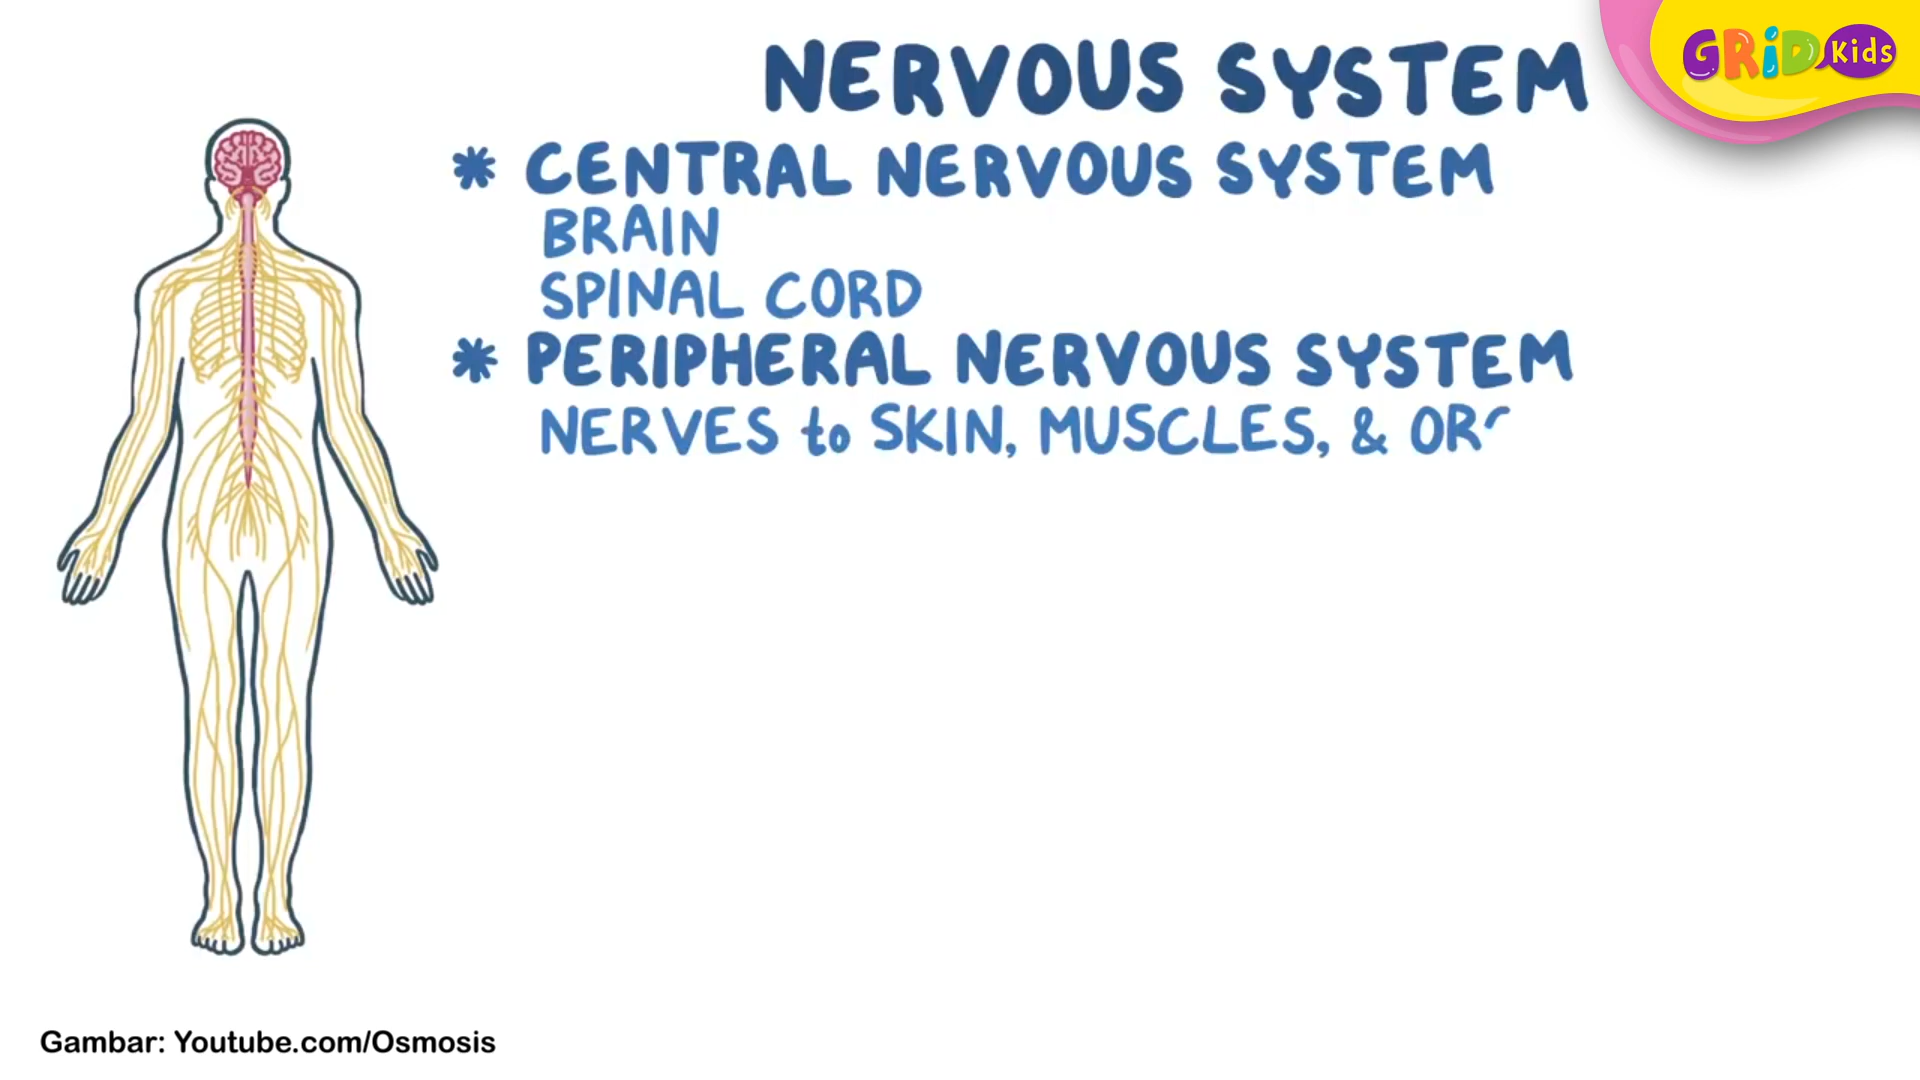 NERVOUS SYSTEM
GRiD Kids
* CENTRAL NERVOUS SYSTEM
BRAIN
SPINAL CORD
* PERIPHERAL NERVOUS SYSTEM
NERVES to SKIN, MUSCLES, &
Gambar: Youtube.com/Osmosis